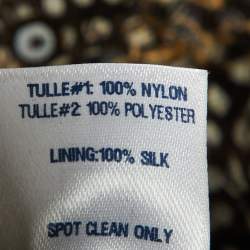 TULLE#1: 100% NYLON
TULLE#2 100% POLYESTER
LINING:100% SILK
SPOT CLEAN ONLY